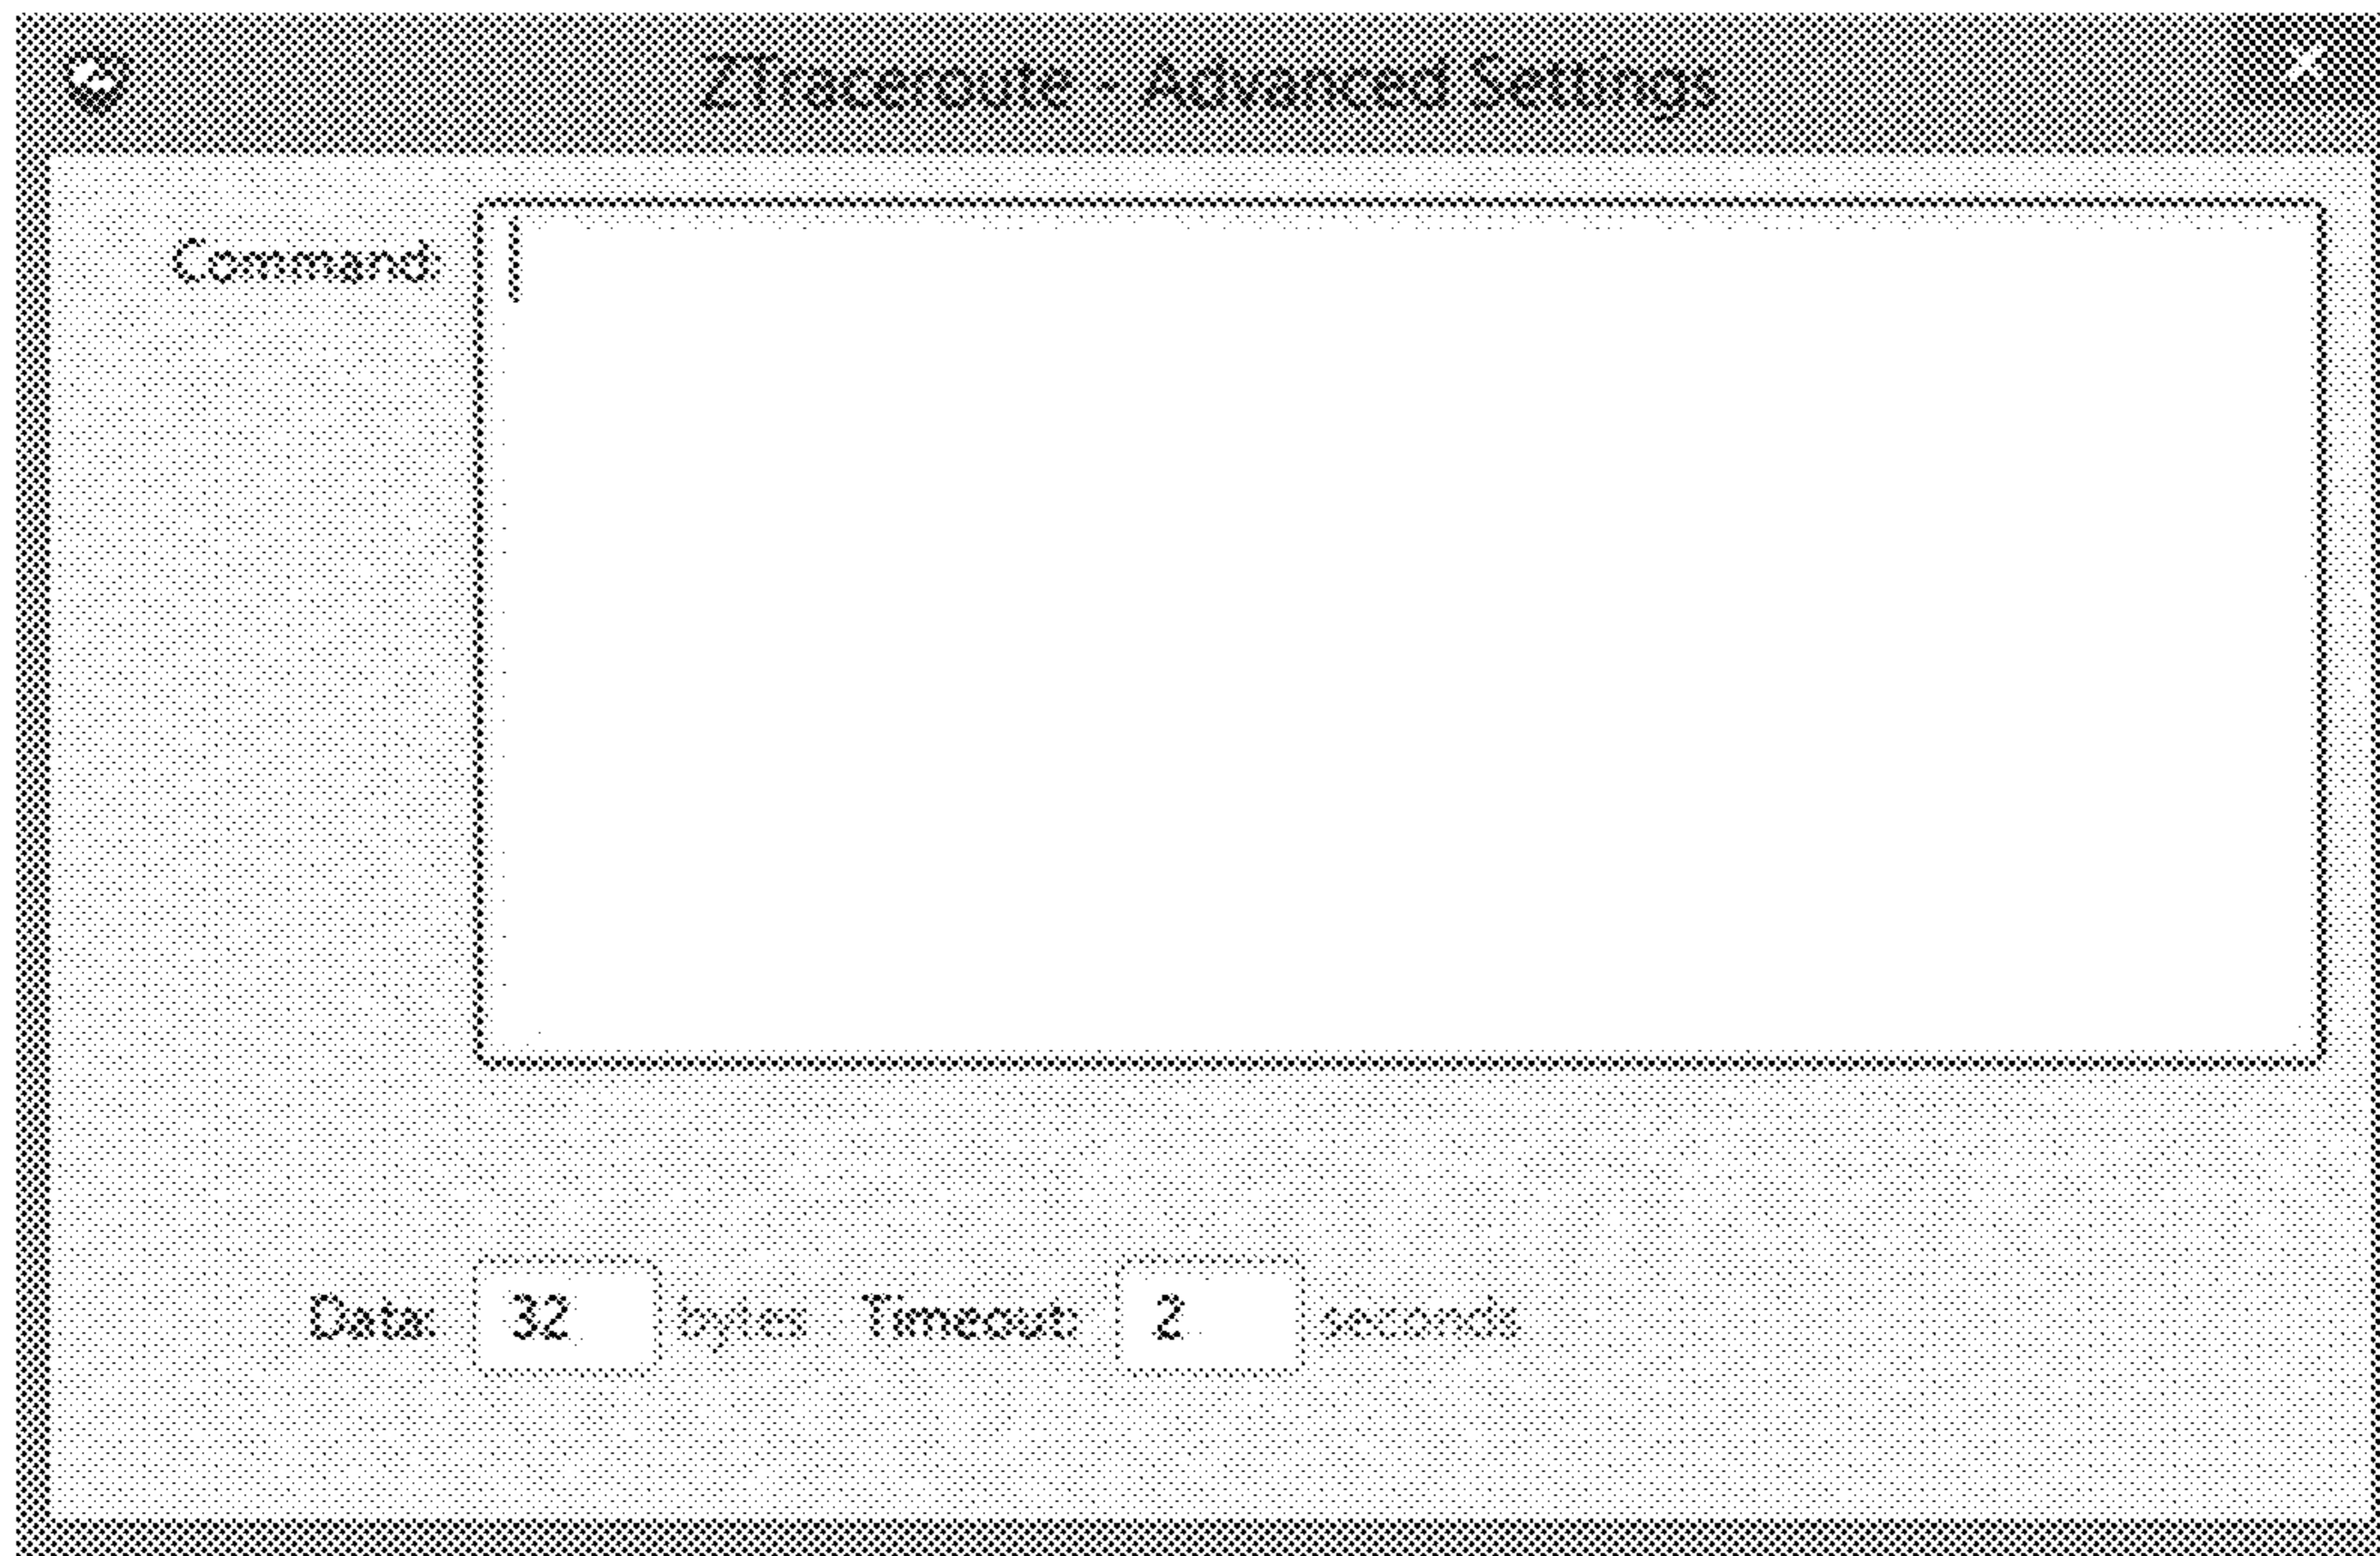 ZTraceroute - Advanced Settings
Command:
Data: 32 bytes Timeout: 2 seconds